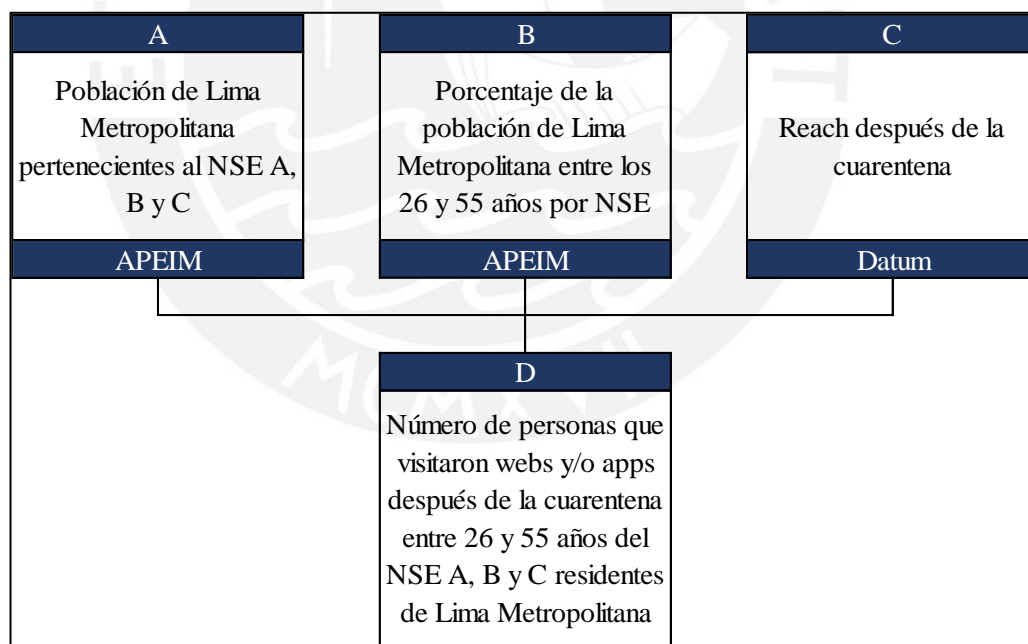 A
Población de Lima
Metropolitana
pertenecientes al NSE A,
B y C
APEIM
B
Porcentaje de la
población de Lima
Metropolitana entre los
26 y 55 años por NSE
APEIM
C
Reach después de la
cuarentena
Datum
D
Número de personas que
visitaron webs y/o apps
después de la cuarentena
entre 26 y 55 años del
NSE A, B y C residentes
de Lima Metropolitana
MCMXVII